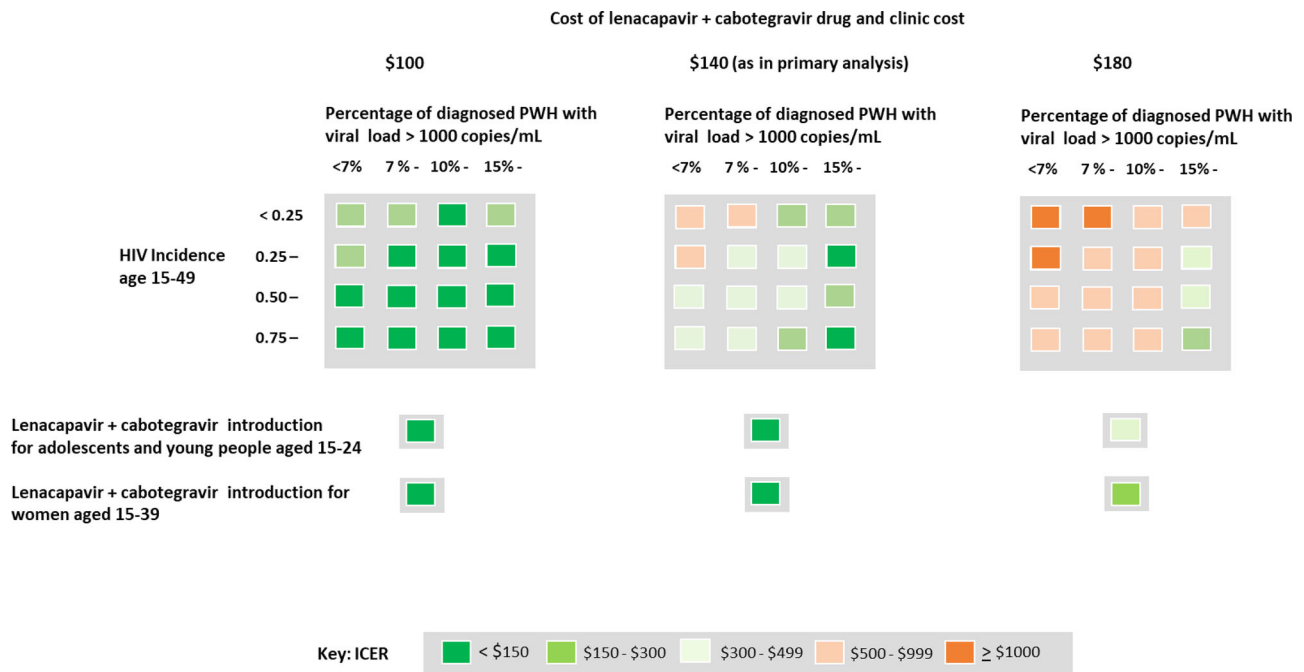 Cost of lenacapavir + cabotegravir drug and clinic cost
$100
$140 (as in primary analysis)
$180
Percentage of diagnosed PWH with
viral load > 1000 copies/mL
Percentage of diagnosed PWH with
viral load > 1000 copies/mL
Percentage of diagnosed PWH with
viral load > 1000 copies/mL
<7% 7 % - 10% - 15% -
<7% 7 % - 10% - 15% -
<7% 7 % - 10% - 15% -
HIV Incidence
age 15-49
< 0.25
0.25 –
0.50 –
0.75 –
Lenacapavir + cabotegravir introduction
for adolescents and young people aged 15-24
Lenacapavir + cabotegravir introduction for
women aged 15-39
Key: ICER < $150 $150 - $300 $300 - $499 $500 - $999 ≥ $1000